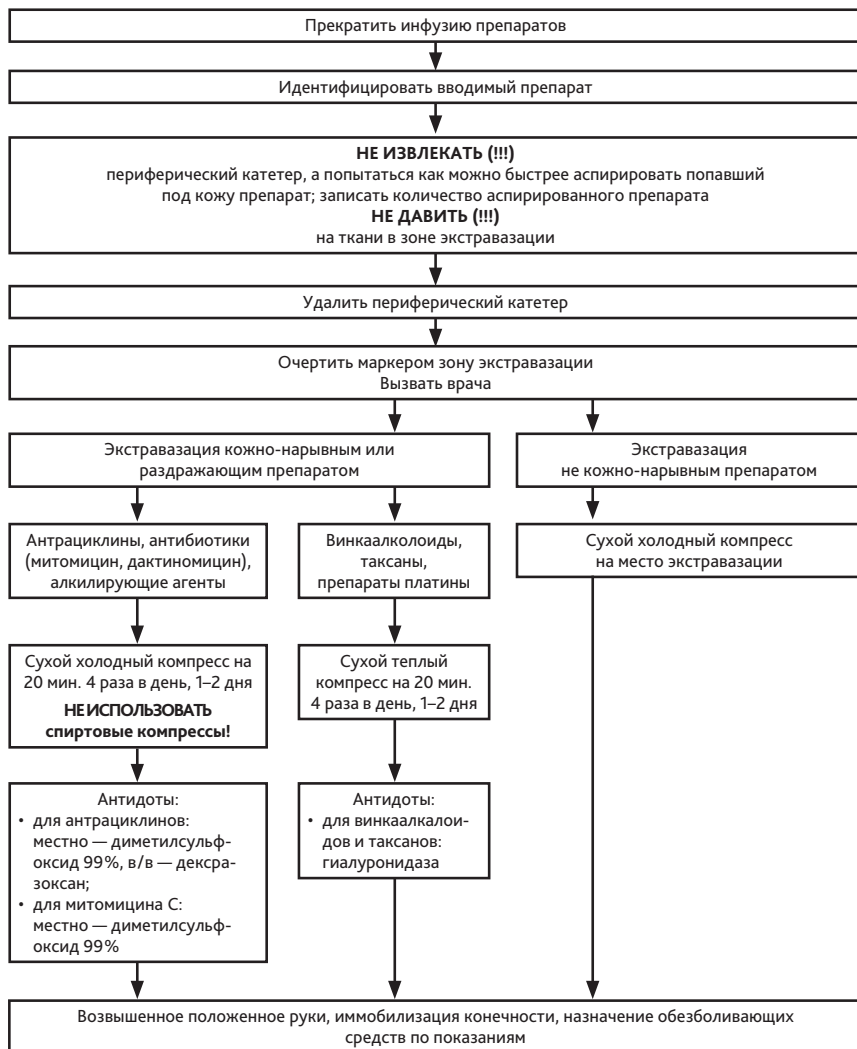 Прекратить инфузию препаратов
Идентифицировать вводимый препарат
НЕ ИЗВЛЕКАТЬ (!!!)
периферический катетер, а попытаться как можно быстрее аспирировать попавший
под кожу препарат; записать количество аспирированного препарата
НЕ ДАВИТЬ (!!!)
на ткани в зоне экстравазации
Удалить периферический катетер
Очертить маркером зону экстравазации
Вызвать врача
Экстравазация кожно-нарывным или
раздражающим препаратом
Экстравазация
не кожно-нарывным препаратом
Антрациклины, антибиотики
(митомицин, дактиномицин),
алкилирующие агенты
Винкаалколоиды,
таксаны,
препараты платины
Сухой холодный компресс
на место экстравазации
Сухой холодный компресс на
20 мин. 4 раза в день, 1–2 дня
НЕ ИСПОЛЬЗОВАТЬ
спиртовые компрессы!
Сухой теплый
компресс на 20 мин.
4 раза в день, 1–2 дня
Антидоты:
• для антрациклинов:
местно — диметилсульф-
оксид 99%, в/в — дексра-
зоксан;
• для митомицина С:
местно — диметилсульф-
оксид 99%
Антидоты:
• для винкаалкалои-
дов и таксанов:
гиалуронидаза
Возвышенное положенное руки, иммобилизация конечности, назначение обезболивающих
средств по показаниям